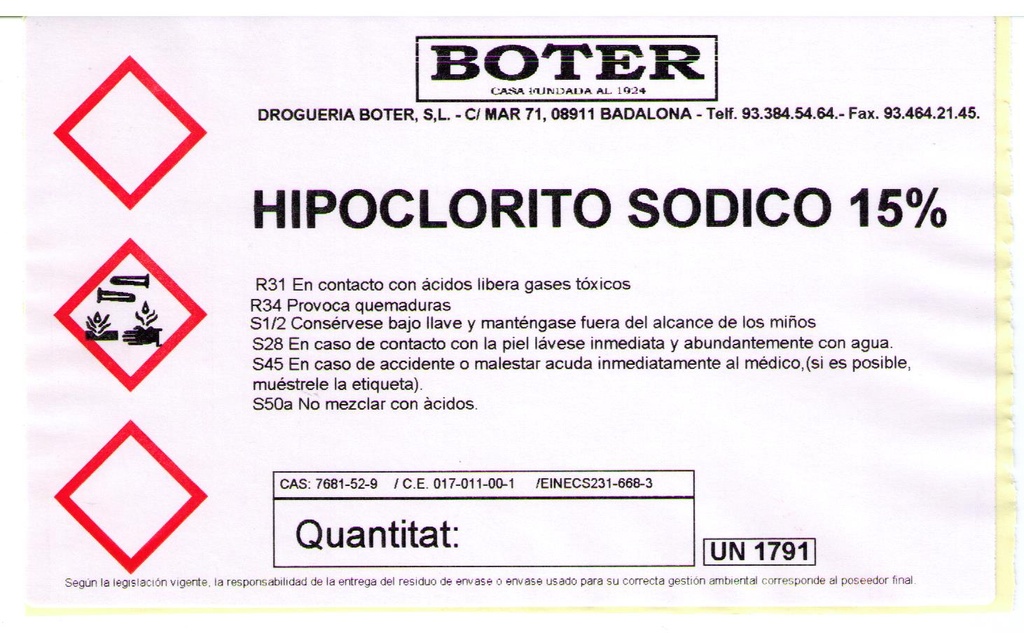 BOTER
CASA FUNDADA AL 1924
DROGUERIA BOTER, S,L. - C/ MAR 71, 08911 BADALONA - Telf. 93.384.54.64.- Fax. 93.464.21.45.
HIPOCLORITO SODICO 15%
R31 En contacto con ácidos libera gases tóxicos
R34 Provoca quemaduras
S1/2 Consérvese bajo llave y manténgase fuera del alcance de los miños
S28 En caso de contacto con la piel lávese inmediata y abundantemente con agua.
S45 En caso de accidente o malestar acuda inmediatamente al médico,(si es posible,
muéstrele la etiqueta).
S50a No mezclar con àcidos.
CAS: 7681-52-9 / C.E. 017-011-00-1 /EINECS231-668-3
Quantitat:
UN 1791
Según la legislación vigente, la responsabilidad de la entrega del residuo de envase o envase usado para su correcta gestión ambiental corresponde al poseedor final.